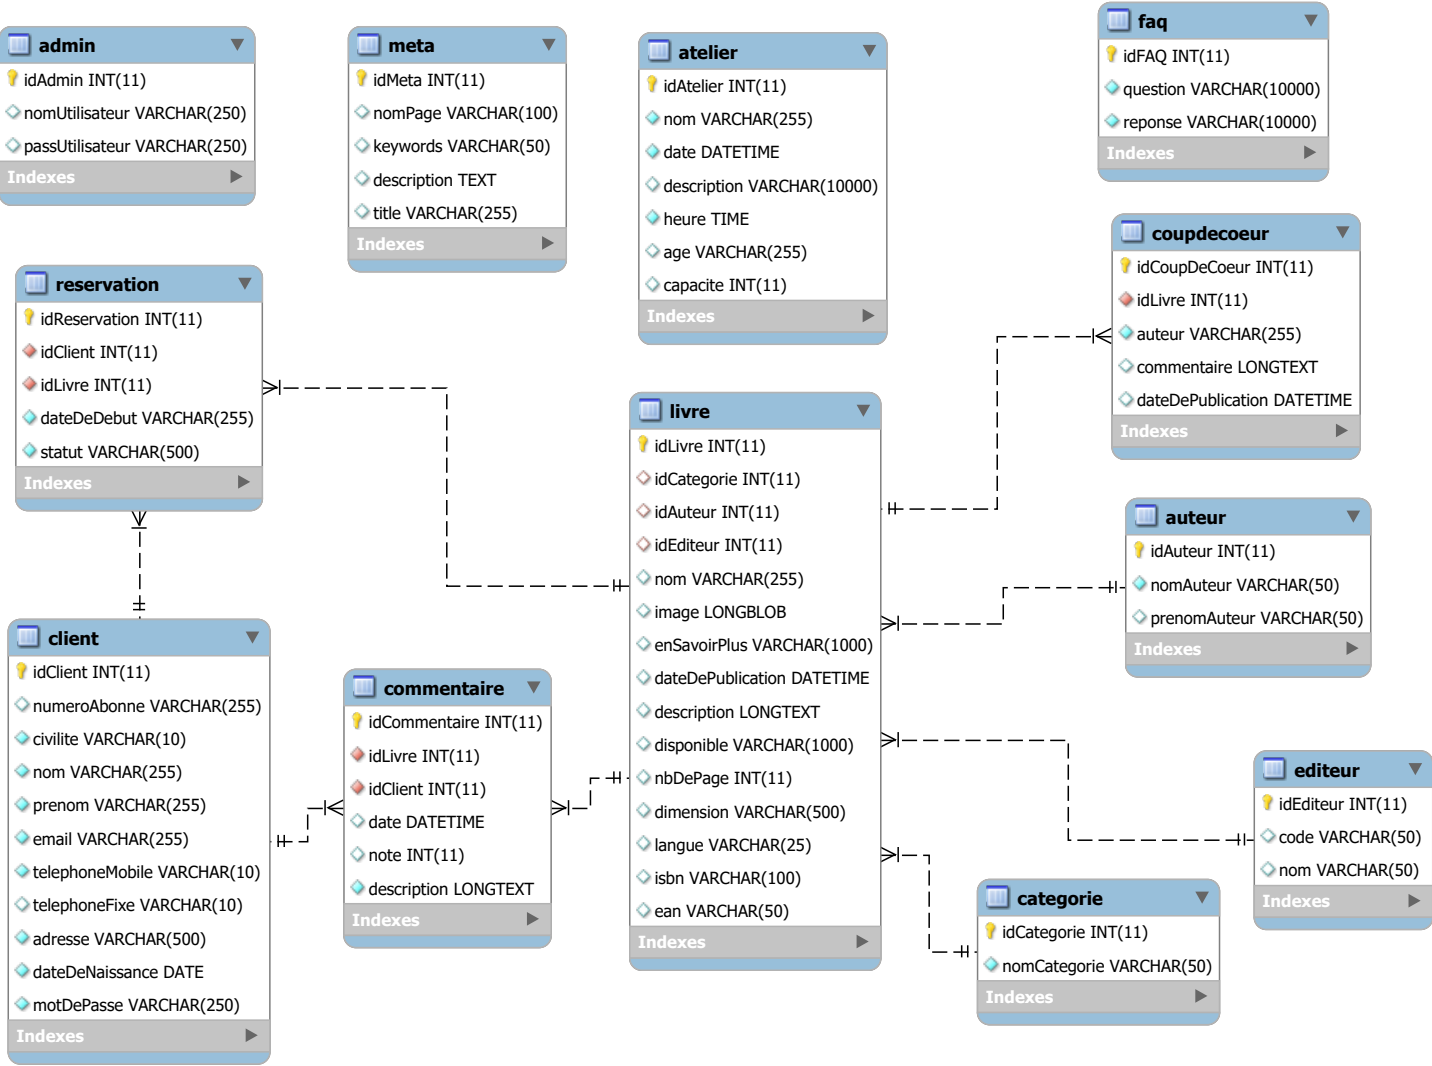 admin
idAdmin INT(11)
nomUtilisateur VARCHAR(250)
passUtilisateur VARCHAR(250)
Indexes
meta
idMeta INT(11)
nomPage VARCHAR(100)
keywords VARCHAR(50)
description TEXT
title VARCHAR(255)
Indexes
atelier
idAtelier INT(11)
nom VARCHAR(255)
date DATETIME
description VARCHAR(10000)
heure TIME
age VARCHAR(255)
capacite INT(11)
Indexes
faq
idFAQ INT(11)
question VARCHAR(10000)
reponse VARCHAR(10000)
Indexes
reservation
idReservation INT(11)
idClient INT(11)
idLivre INT(11)
dateDeDebut VARCHAR(255)
statut VARCHAR(500)
Indexes
coupdecoeur
idCoupDeCoeur INT(11)
idLivre INT(11)
auteur VARCHAR(255)
commentaire LONGTEXT
dateDePublication DATETIME
Indexes
livre
idLivre INT(11)
idCategorie INT(11)
idAuteur INT(11)
idEditeur INT(11)
nom VARCHAR(255)
image LONGBLOB
enSavoirPlus VARCHAR(1000)
dateDePublication DATETIME
description LONGTEXT
disponible VARCHAR(1000)
nbDePage INT(11)
dimension VARCHAR(500)
langue VARCHAR(25)
isbn VARCHAR(100)
ean VARCHAR(50)
Indexes
auteur
idAuteur INT(11)
nomAuteur VARCHAR(50)
prenomAuteur VARCHAR(50)
Indexes
client
idClient INT(11)
numeroAbonne VARCHAR(255)
civilite VARCHAR(10)
nom VARCHAR(255)
prenom VARCHAR(255)
email VARCHAR(255)
telephoneMobile VARCHAR(10)
telephoneFixe VARCHAR(10)
adresse VARCHAR(500)
dateDeNaissance DATE
motDePasse VARCHAR(250)
Indexes
commentaire
idCommentaire INT(11)
idLivre INT(11)
idClient INT(11)
date DATETIME
note INT(11)
description LONGTEXT
Indexes
editeur
idEditeur INT(11)
code VARCHAR(50)
nom VARCHAR(50)
Indexes
categorie
idCategorie INT(11)
nomCategorie VARCHAR(50)
Indexes